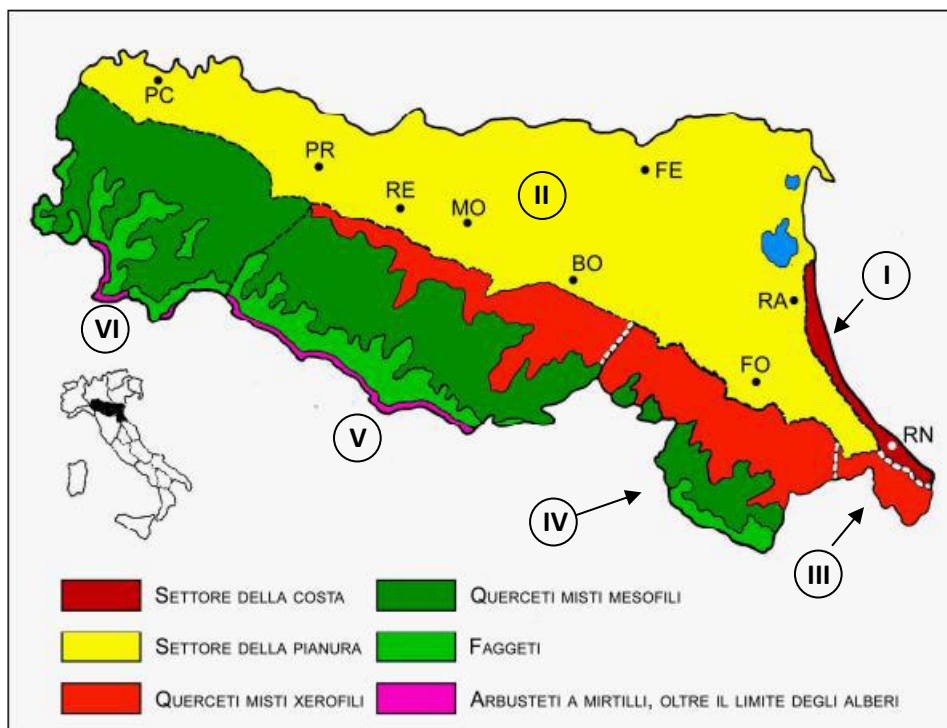 PC
PR
FE
RE
II
MO
BO
I
RA
VI
FO
V
RN
IV
III
SETTORE DELLA COSTA
QUERCETI MISTI MESOFILI
SETTORE DELLA PIANURA
FAGGETI
QUERCETI MISTI XEROFILI
ARBUSTETI A MIRTILLI, OLTRE IL LIMITE DEGLI ALBERI